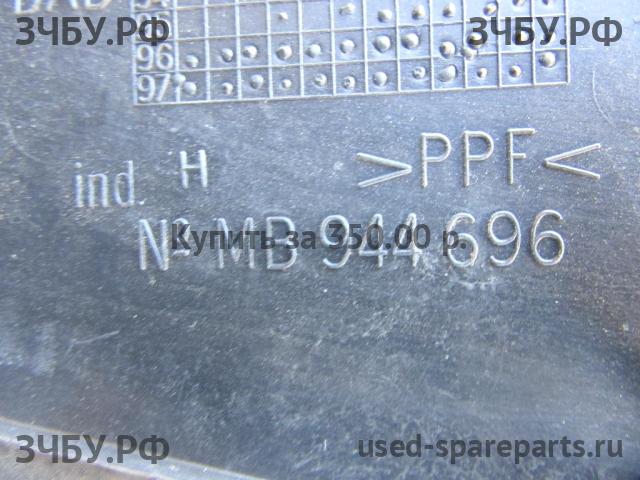 ЗЧБУ.РФ ЗЧБУ.РФ
96
97
ind. H >PPF<
Nº MB 944696
Купить за 350.00 р.
ЗЧБУ.РФ used-spareparts.ru